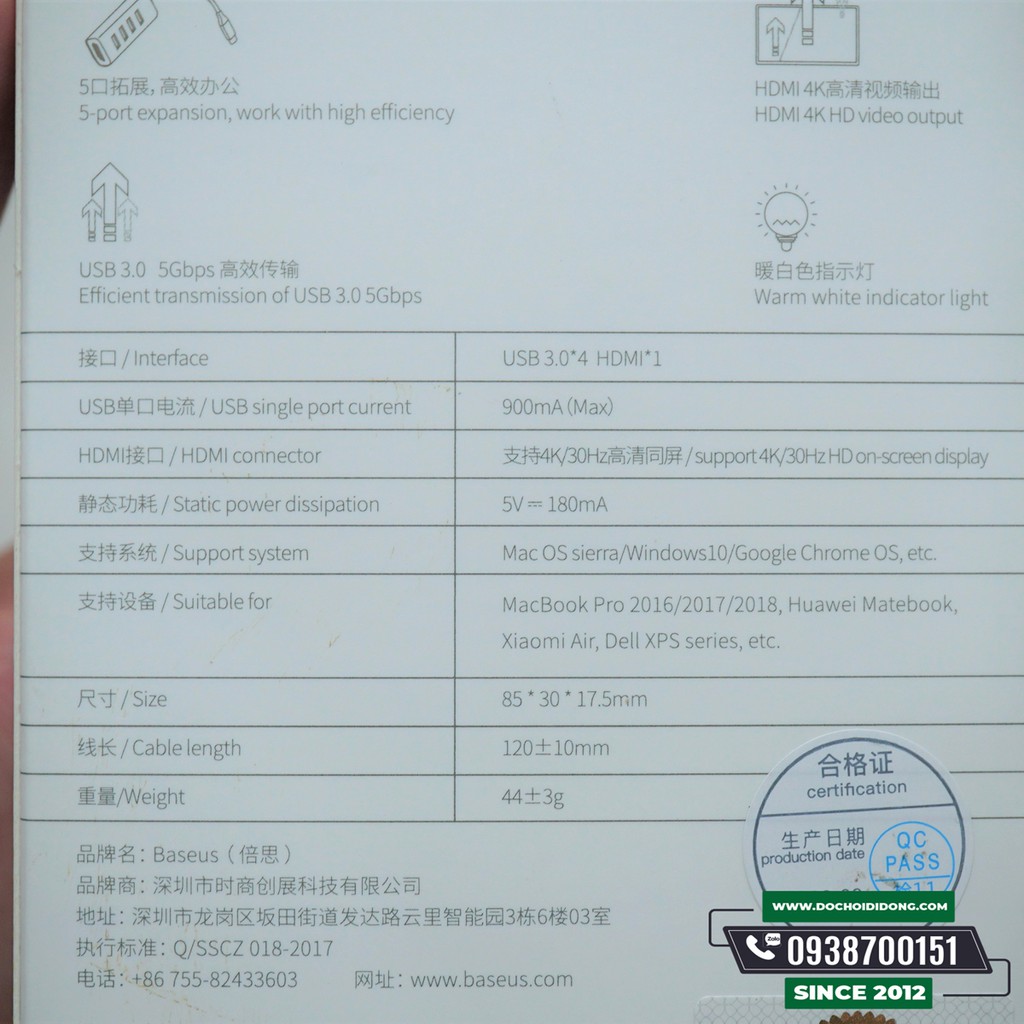 5口拓展，高效办公
5-port expansion, work with high efficiency
HDMI 4K高清视频输出
HDMI 4K HD video output
USB 3.0 5Gbps 高效传输
Efficient transmission of USB 3.0 5Gbps
暖白色指示灯
Warm white indicator light
接口 / Interface USB 3.0*4 HDMI*1
USB单口电流 / USB single port current 900mA (Max)
HDMI接口 / HDMI connector 支持4K/30Hz高清同屏 / support 4K/30Hz HD on-screen display
静态功耗 / Static power dissipation 5V⎓180mA
支持系统 / Support system Mac OS sierra/Windows10/Google Chrome OS, etc.
支持设备 / Suitable for MacBook Pro 2016/2017/2018, Huawei Matebook,
Xiaomi Air, Dell XPS series, etc.
尺寸 / Size 85 * 30 * 17.5mm
线长 / Cable length 120±10mm
重量/Weight 44±3g
品牌名：Baseus（倍思）
品牌商：深圳市时商创展科技有限公司
地址：深圳市龙岗区坂田街道发达路云里智能园3栋6楼03室
执行标准：Q/SSCZ 018-2017
电话：+86 755-82433603 网址：www.baseus.com
合格证
certification
生产日期
production date
QC
PASS
WWW.DOCHOIDIDONG.COM
Zalo
0938700151
SINCE 2012